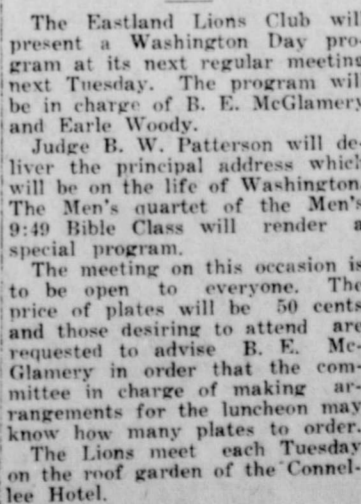 The Eastland Lions Club wil
present a Washington Day pro
gram at its next regular meeting
next Tuesday. The program wil
be in charge of B. E. McGlamery
and Earle Woody.
Judge B. W. Patterson will de-
liver the principal address which
will be on the life of Washington
The Men's quartet of the Men's
9:49 Bible Class will render a
special program.
The meeting on this occasion is
to be open to everyone. The
price of plates will be 50 cents
and those desiring to attend are
requested to advise B. E. Mc-
Glamery in order that the com-
mittee in charge of making ar-
rangements for the luncheon may
know how many plates to order.
The Lions meet each Tuesday
on the roof garden of the Connel-
lee Hotel.